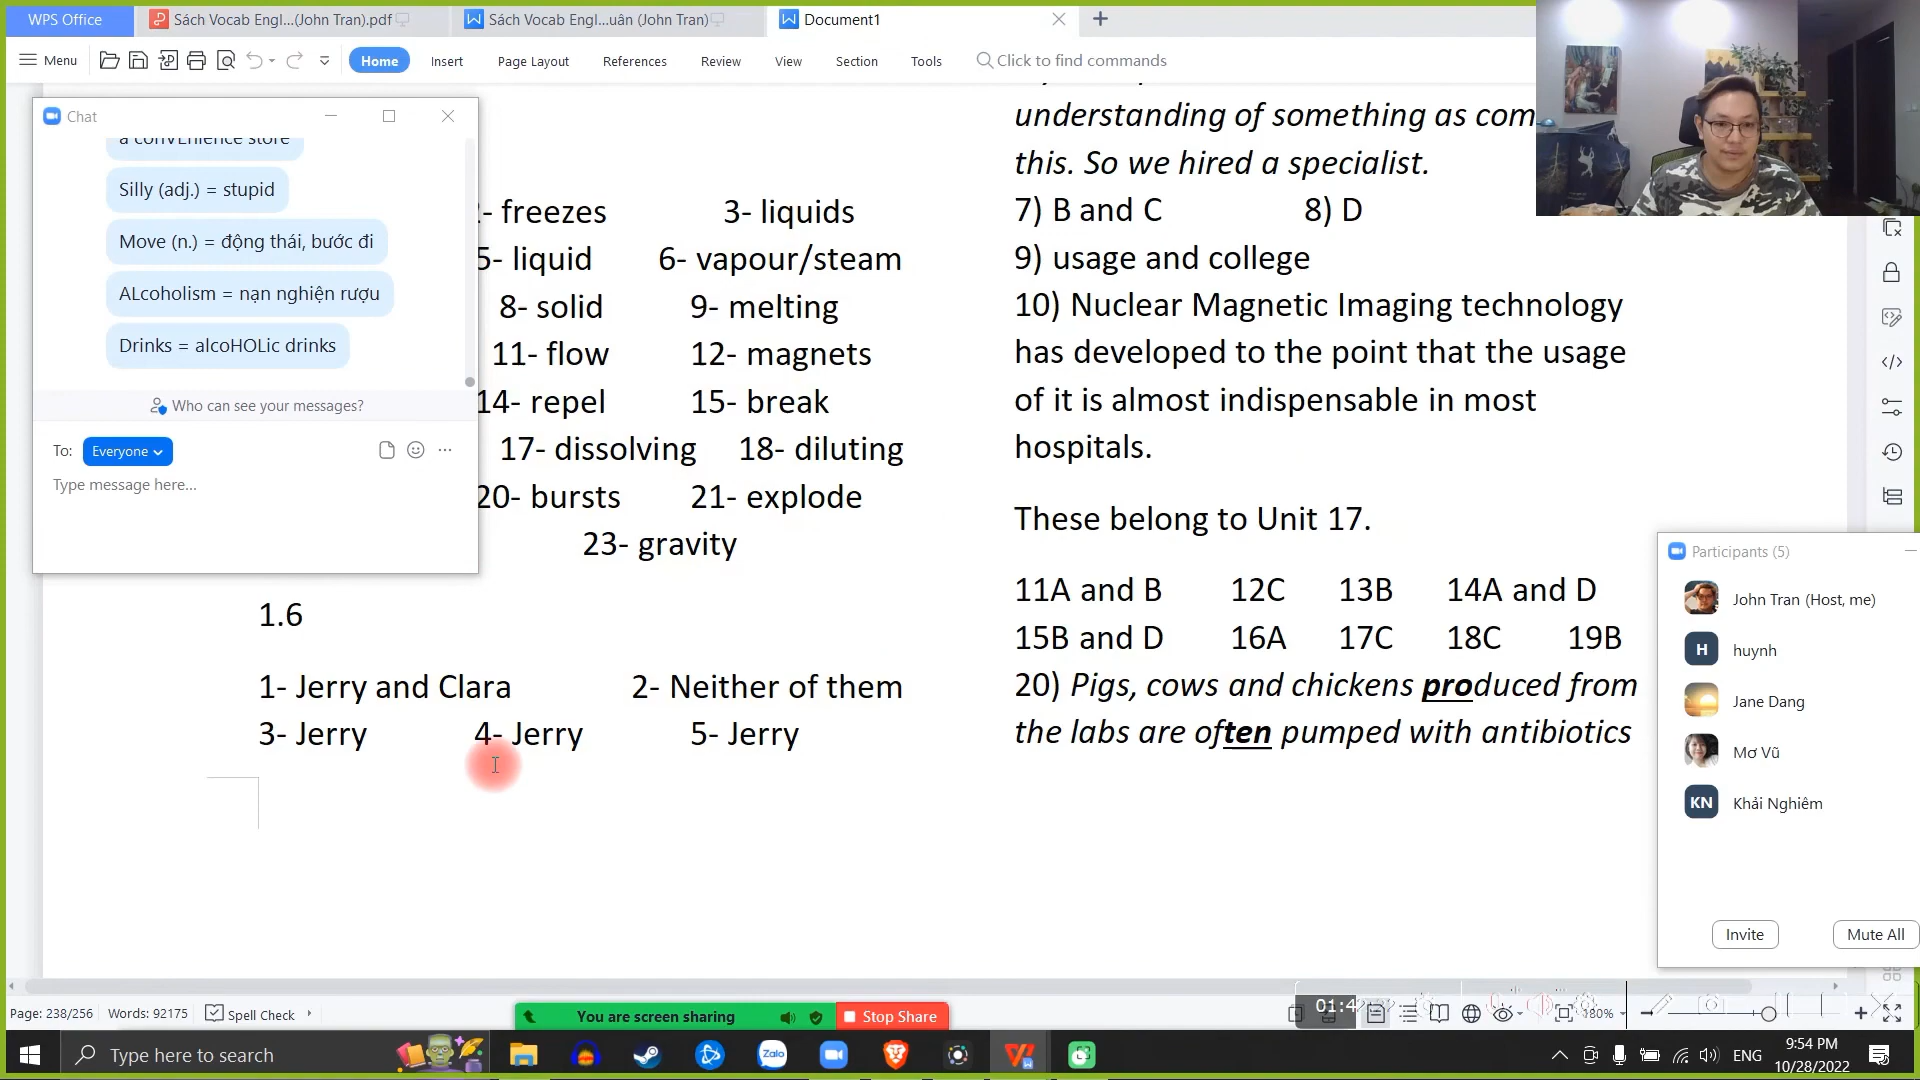 WPS Office
Sách Vocab Engl...(John Tran).pdf
Sách Vocab Engl...uân (John Tran)
Document1
Menu
Home
Insert
Page Layout
References
Review
View
Section
Tools
Click to find commands
Chat
a convEnience store
Silly (adj.) = stupid
Move (n.) = động thái, bước đi
ALcoholism = nạn nghiện rượu
Drinks = alcoHOLic drinks
Who can see your messages?
To: Everyone
Type message here...
- freezes 3- liquids
5- liquid 6- vapour/steam
8- solid 9- melting
11- flow 12- magnets
14- repel 15- break
17- dissolving 18- diluting
20- bursts 21- explode
23- gravity
1.6
1- Jerry and Clara 2- Neither of them
3- Jerry 4- Jerry 5- Jerry
understanding of something as com
this. So we hired a specialist.
7) B and C 8) D
9) usage and college
10) Nuclear Magnetic Imaging technology
has developed to the point that the usage
of it is almost indispensable in most
hospitals.
These belong to Unit 17.
11A and B 12C 13B 14A and D
15B and D 16A 17C 18C 19B
20) Pigs, cows and chickens produced from
the labs are often pumped with antibiotics
Participants (5)
John Tran (Host, me)
H huynh
Jane Dang
Mơ Vũ
KN Khải Nghiêm
Invite
Mute All
Page: 238/256
Words: 92175
Spell Check
You are screen sharing
Stop Share
01:4
180%
Type here to search
Zalo
ENG
9:54 PM
10/28/2022